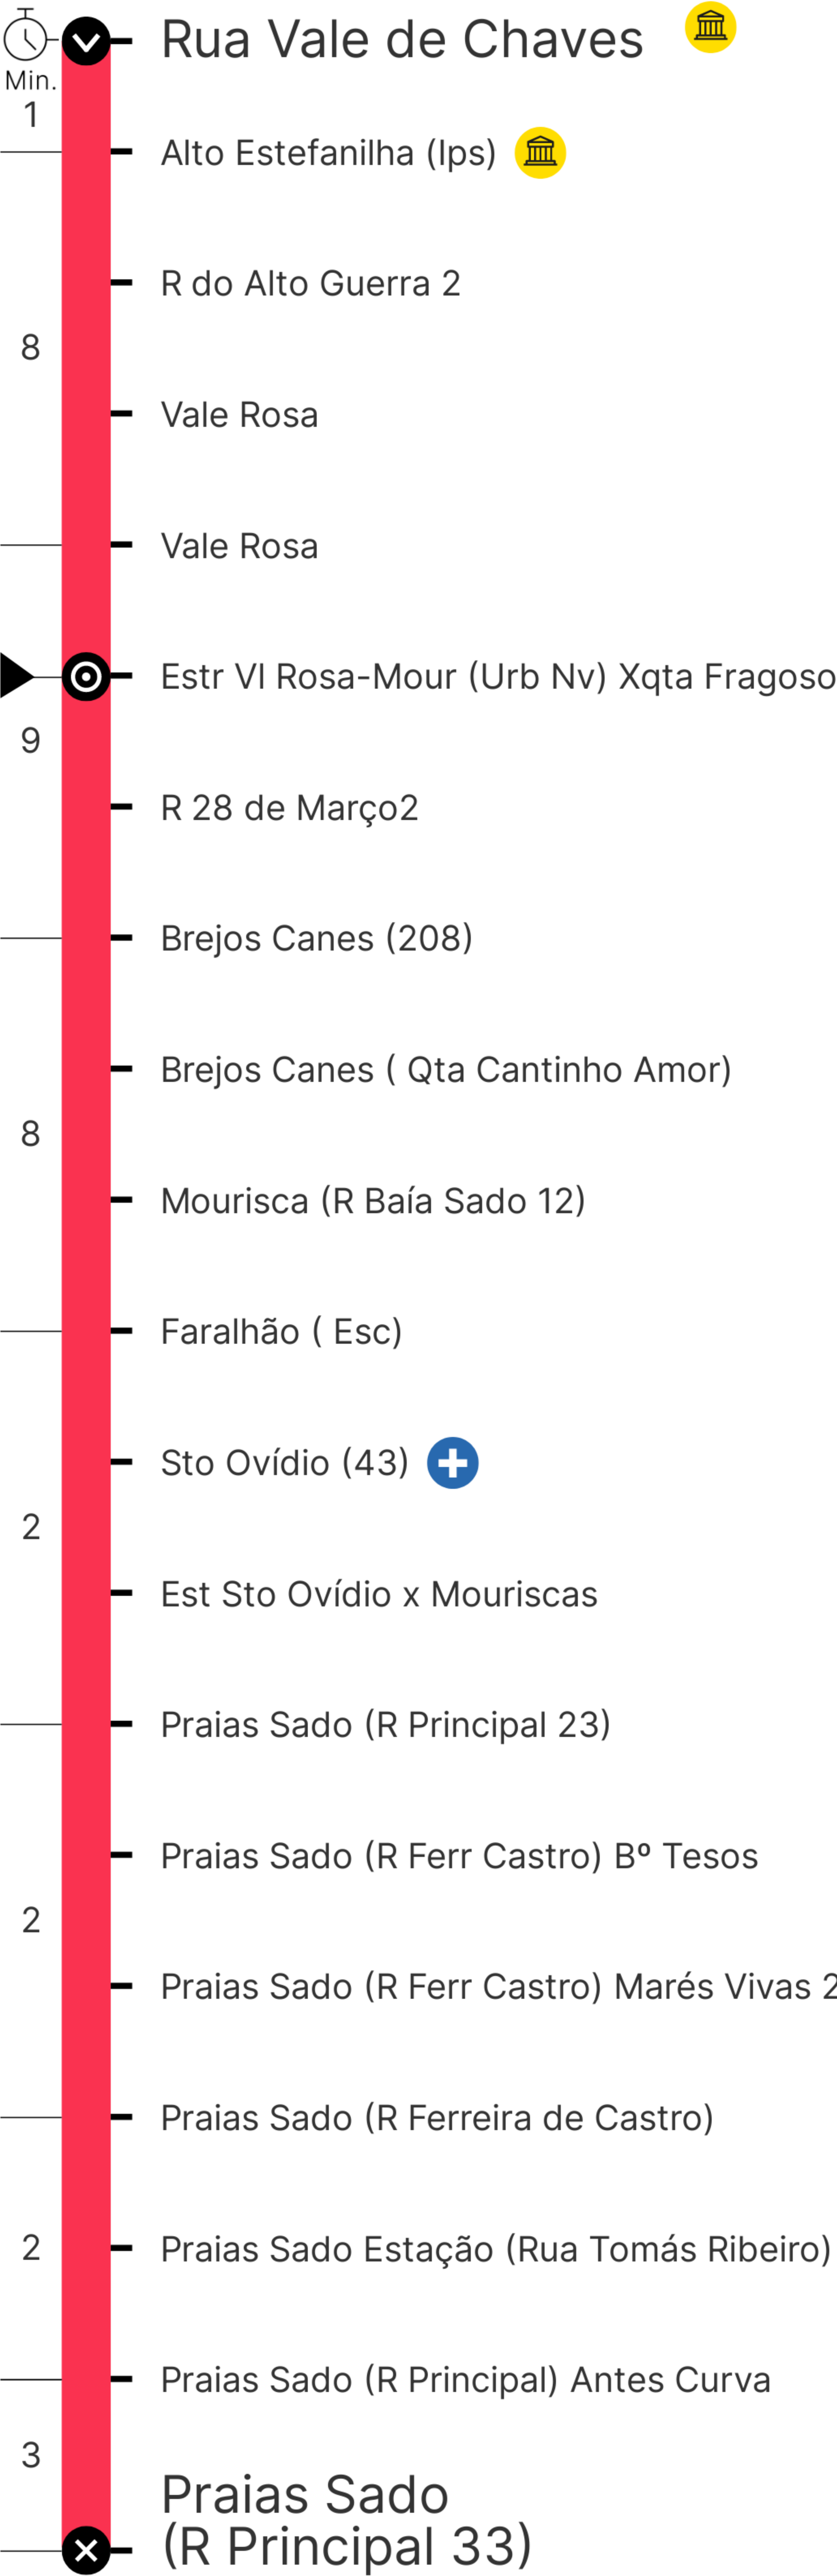 Rua Vale de Chaves
Min.
1
Alto Estefanilha (Ips)
R do Alto Guerra 2
8
Vale Rosa
Vale Rosa
Estr Vl Rosa-Mour (Urb Nv) Xqta Fragoso
9
R 28 de Março2
Brejos Canes (208)
Brejos Canes ( Qta Cantinho Amor)
8
Mourisca (R Baía Sado 12)
Faralhão ( Esc)
Sto Ovídio (43)
2
Est Sto Ovídio x Mouriscas
Praias Sado (R Principal 23)
Praias Sado (R Ferr Castro) Bº Tesos
2
Praias Sado (R Ferr Castro) Marés Vivas 2
Praias Sado (R Ferreira de Castro)
2
Praias Sado Estação (Rua Tomás Ribeiro)
Praias Sado (R Principal) Antes Curva
3
Praias Sado
(R Principal 33)